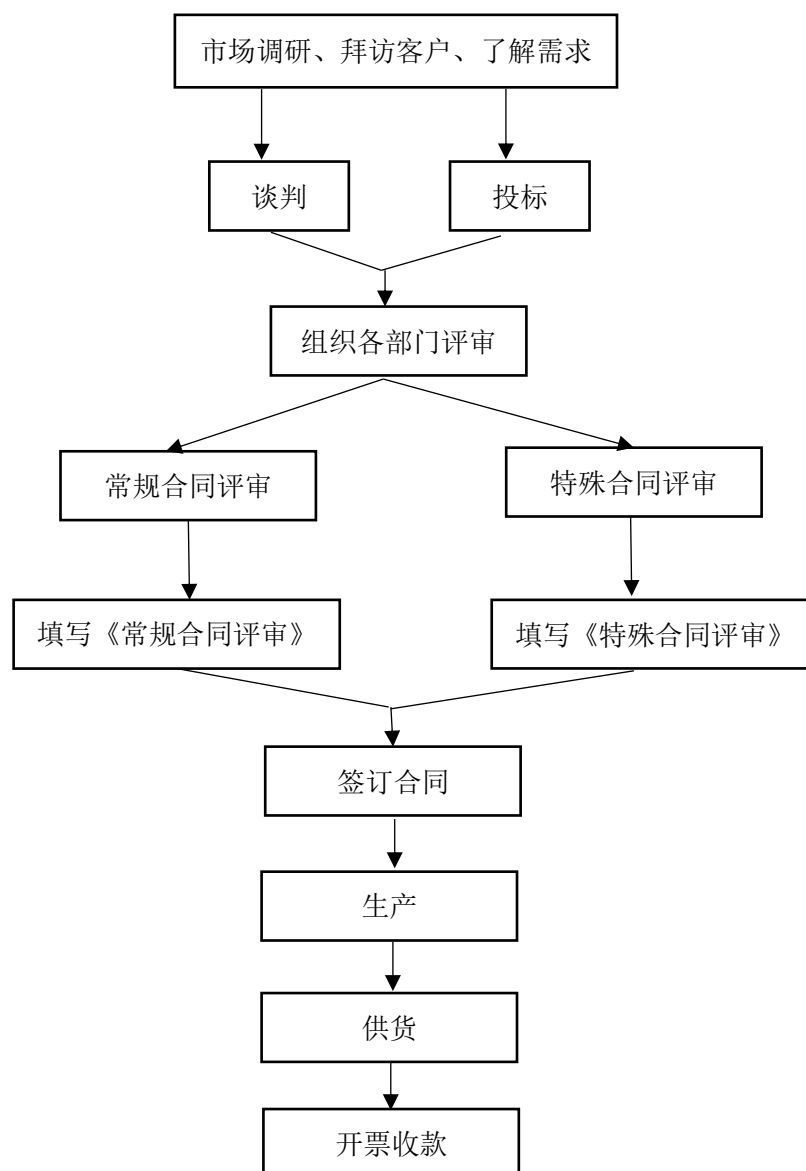 市场调研、拜访客户、了解需求
谈判
投标
组织各部门评审
常规合同评审
特殊合同评审
填写《常规合同评审》
填写《特殊合同评审》
签订合同
生产
供货
开票收款